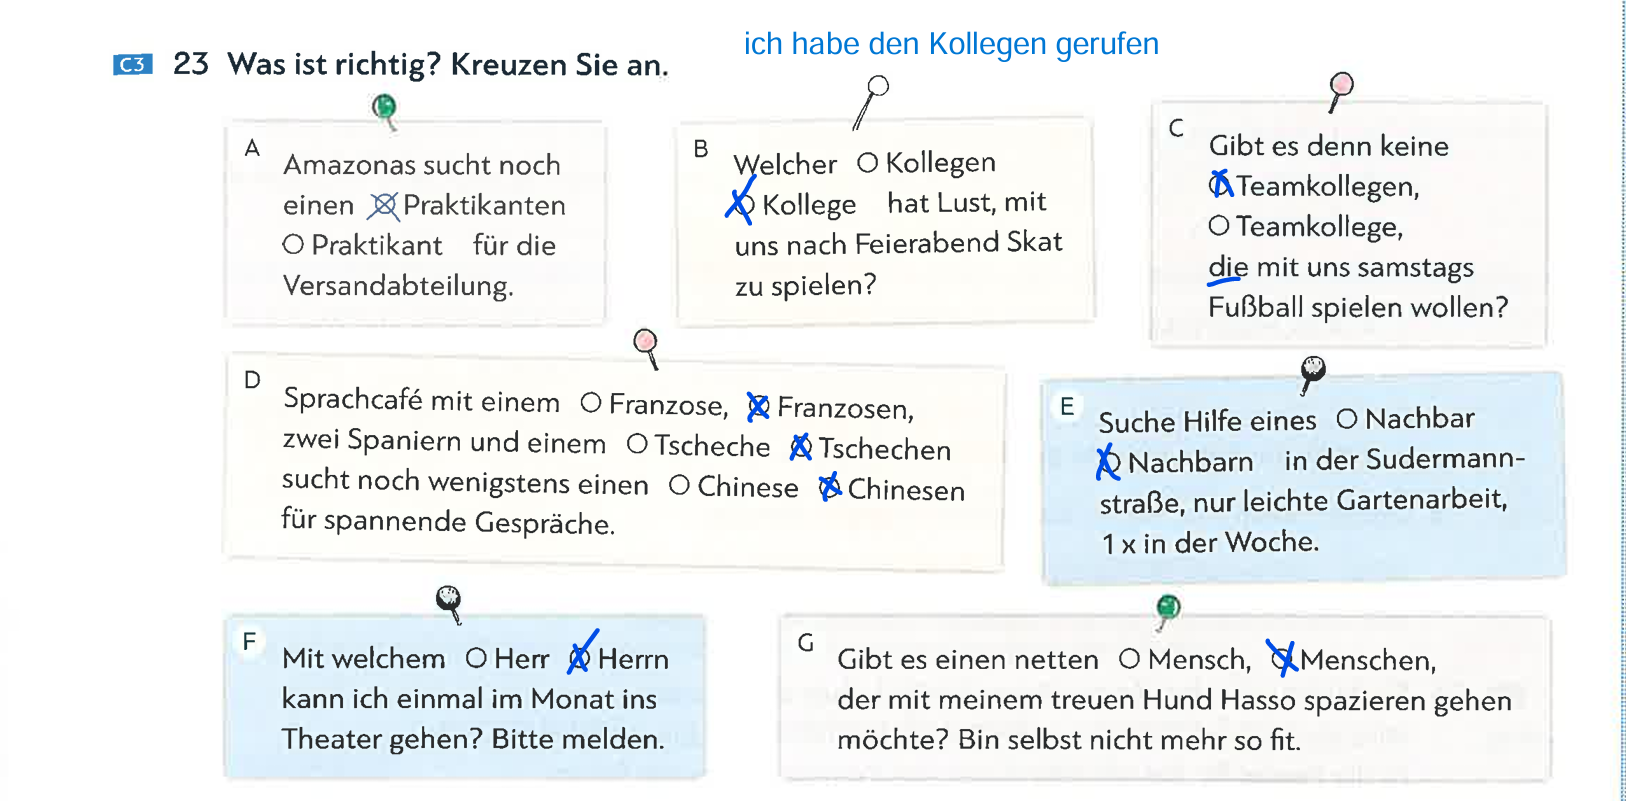 ich habe den Kollegen gerufen
C3 23 Was ist richtig? Kreuzen Sie an.
A
Amazonas sucht noch
einen Praktikanten
Praktikant für die
Versandabteilung.
B
Welcher Kollegen
Kollege hat Lust, mit
uns nach Feierabend Skat
zu spielen?
C
Gibt es denn keine
Teamkollegen,
Teamkollege,
die mit uns samstags
Fußball spielen wollen?
D
Sprachcafé mit einem Franzose, Franzosen,
zwei Spaniern und einem Tscheche Tschechen
sucht noch wenigstens einen Chinese Chinesen
für spannende Gespräche.
E
Suche Hilfe eines Nachbar
Nachbarn in der Sudermann-
straße, nur leichte Gartenarbeit,
1 x in der Woche.
F
Mit welchem Herr Herrn
kann ich einmal im Monat ins
Theater gehen? Bitte melden.
G
Gibt es einen netten Mensch, Menschen,
der mit meinem treuen Hund Hasso spazieren gehen
möchte? Bin selbst nicht mehr so fit.